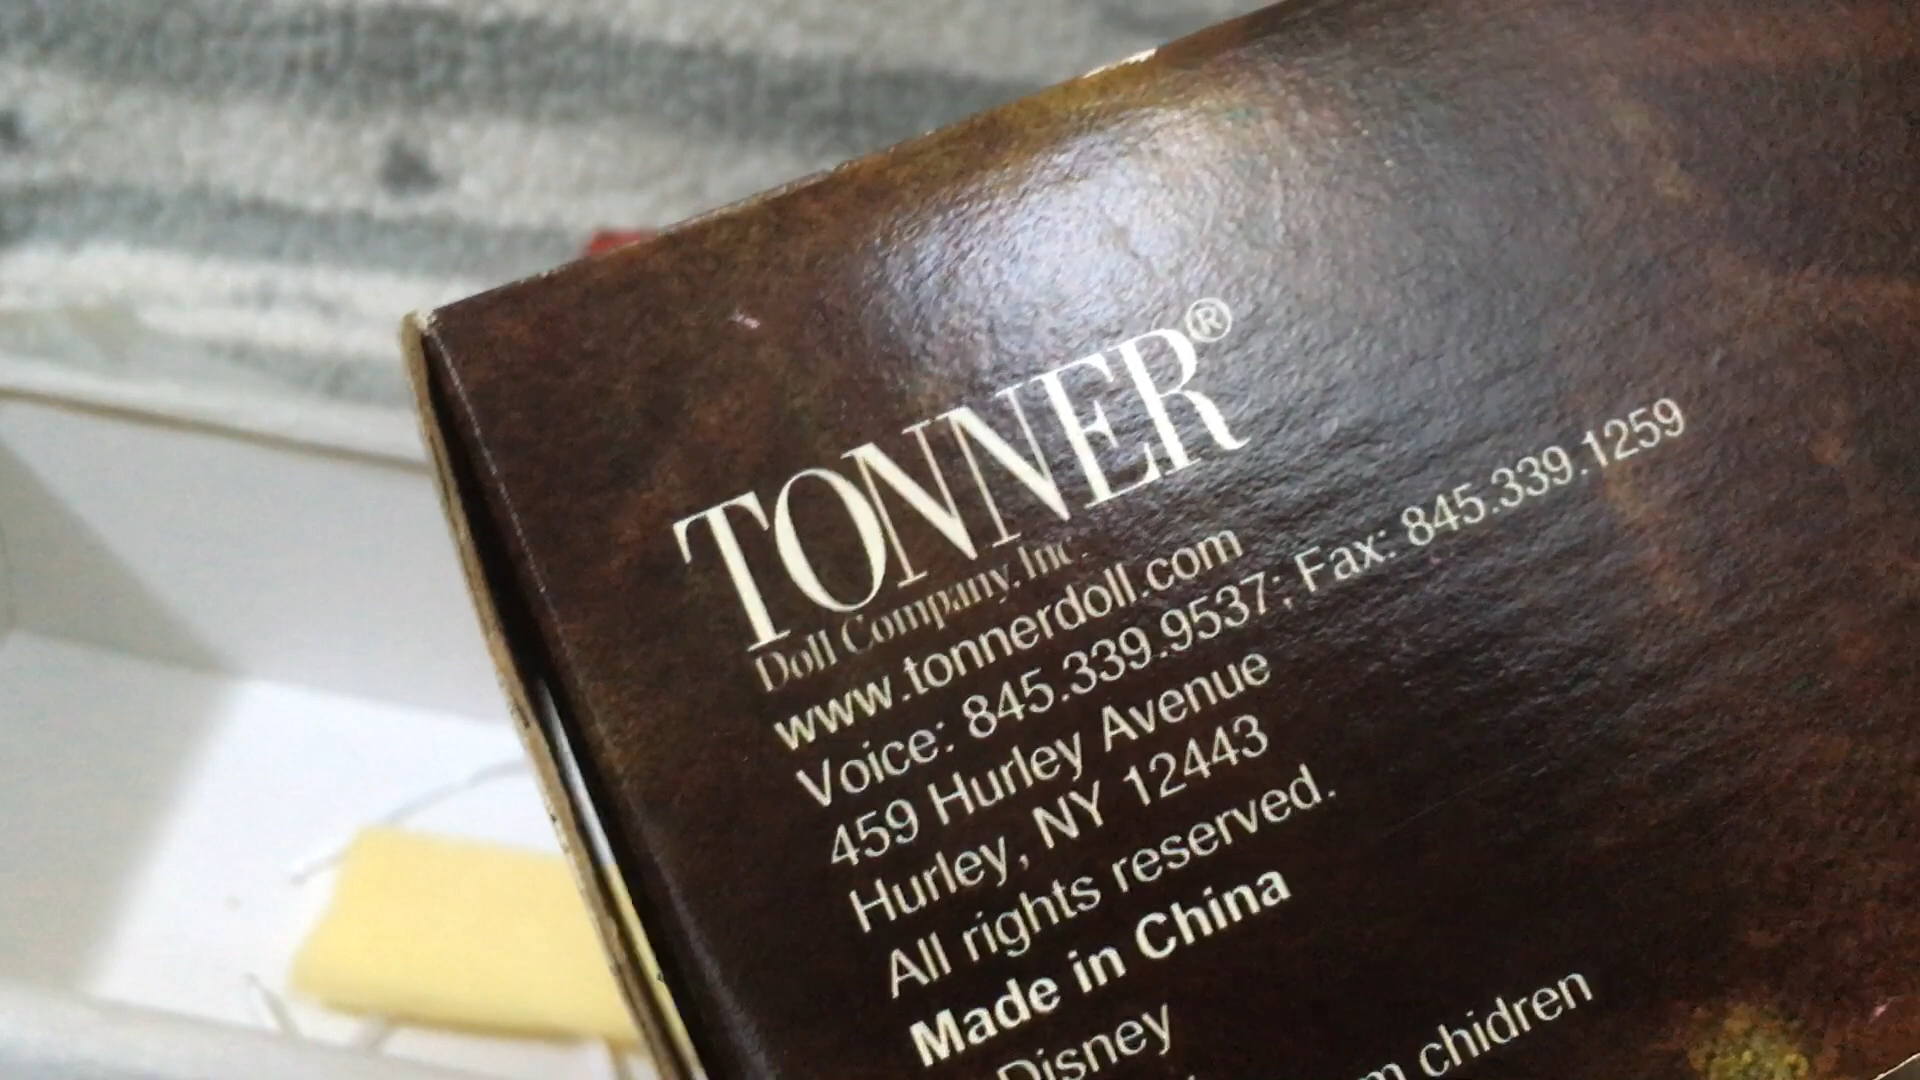 TONNER®
Doll Company, Inc.
www.tonnerdoll.com
Voice: 845.339.9537; Fax: 845.339.1259
459 Hurley Avenue
Hurley, NY 12443
All rights reserved.
Made in China
Disney
chidren